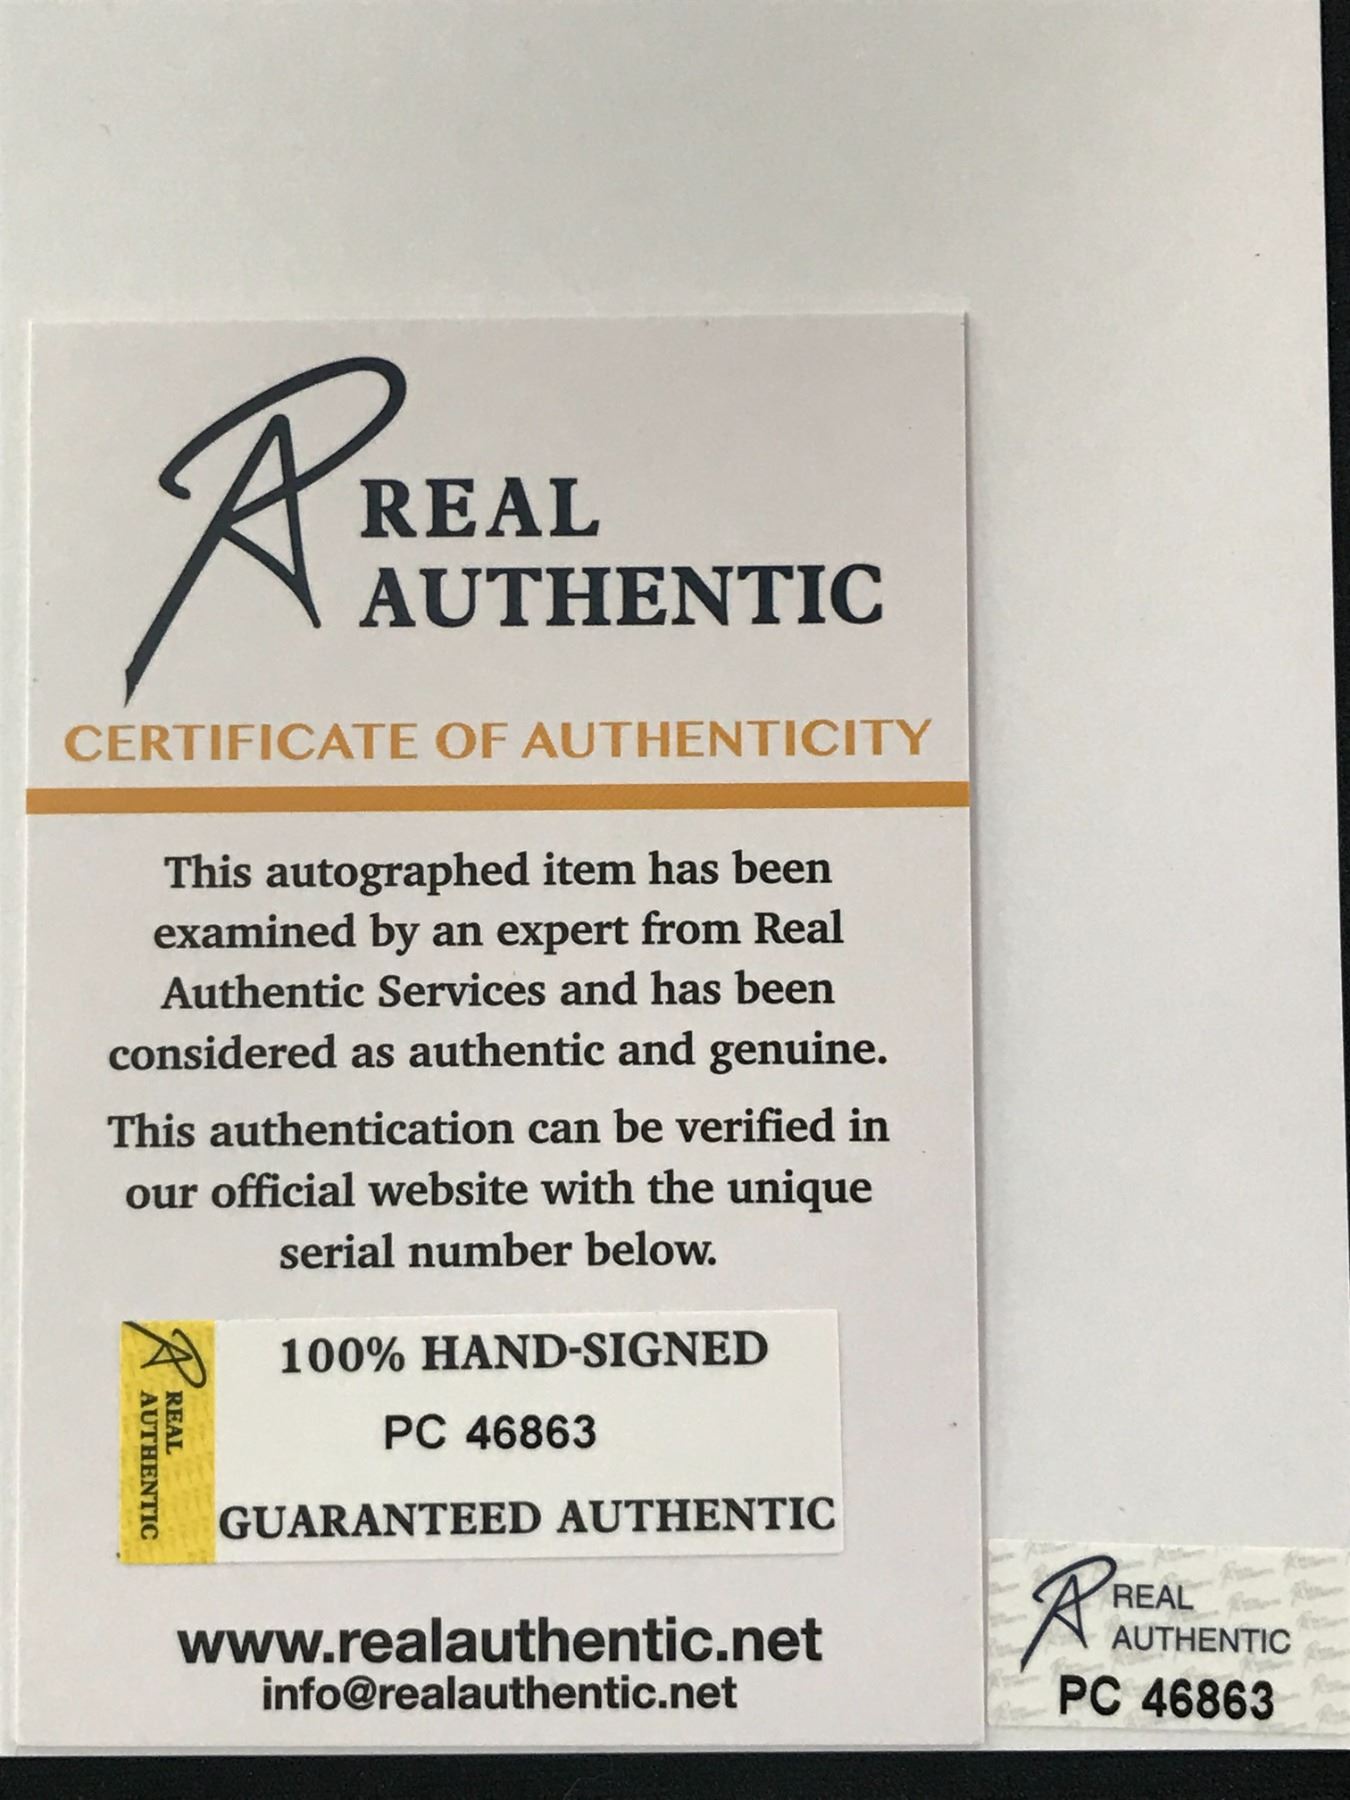 REAL
AUTHENTIC
CERTIFICATE OF AUTHENTICITY
This autographed item has been
examined by an expert from Real
Authentic Services and has been
considered as authentic and genuine.
This authentication can be verified in
our official website with the unique
serial number below.
REAL
AUTHENTIC
100% HAND-SIGNED
PC 46863
GUARANTEED AUTHENTIC
www.realauthentic.net
info@realauthentic.net
REAL
AUTHENTIC
PC 46863